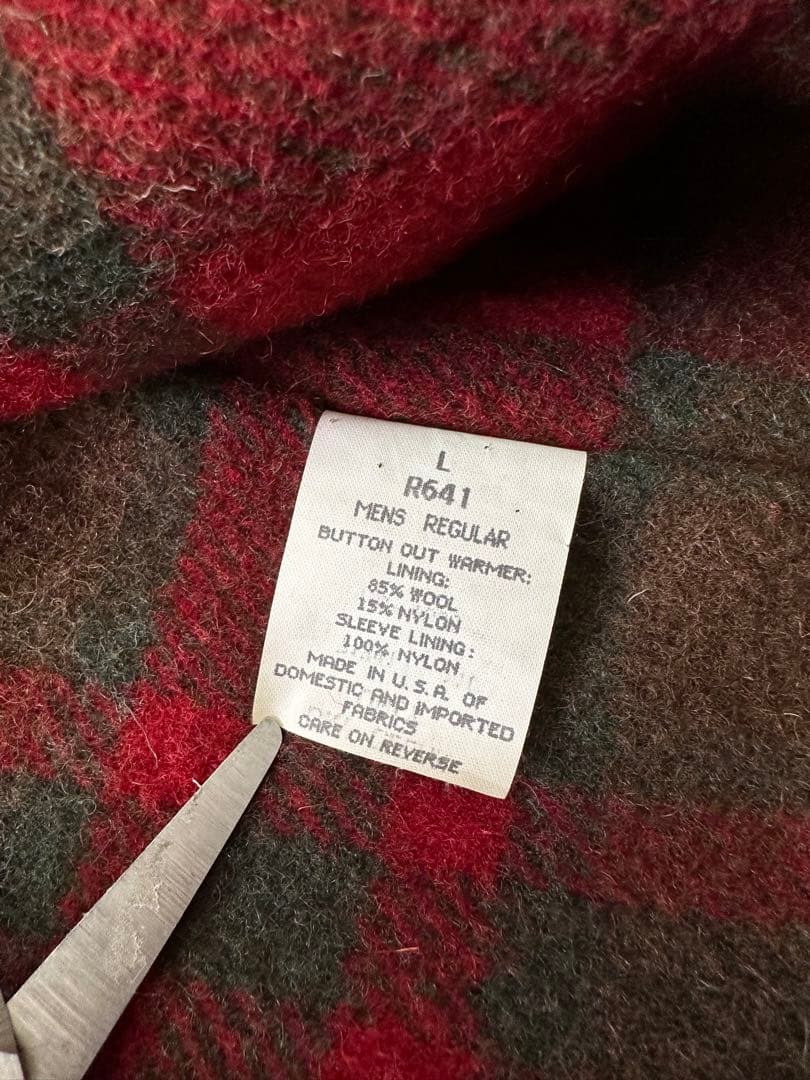 L
R641
MENS REGULAR
BUTTON OUT WARMER:
LINING:
85% WOOL
15% NYLON
SLEEVE LINING:
100% NYLON
MADE IN U.S.A. OF
DOMESTIC AND IMPORTED
FABRICS
CARE ON REVERSE